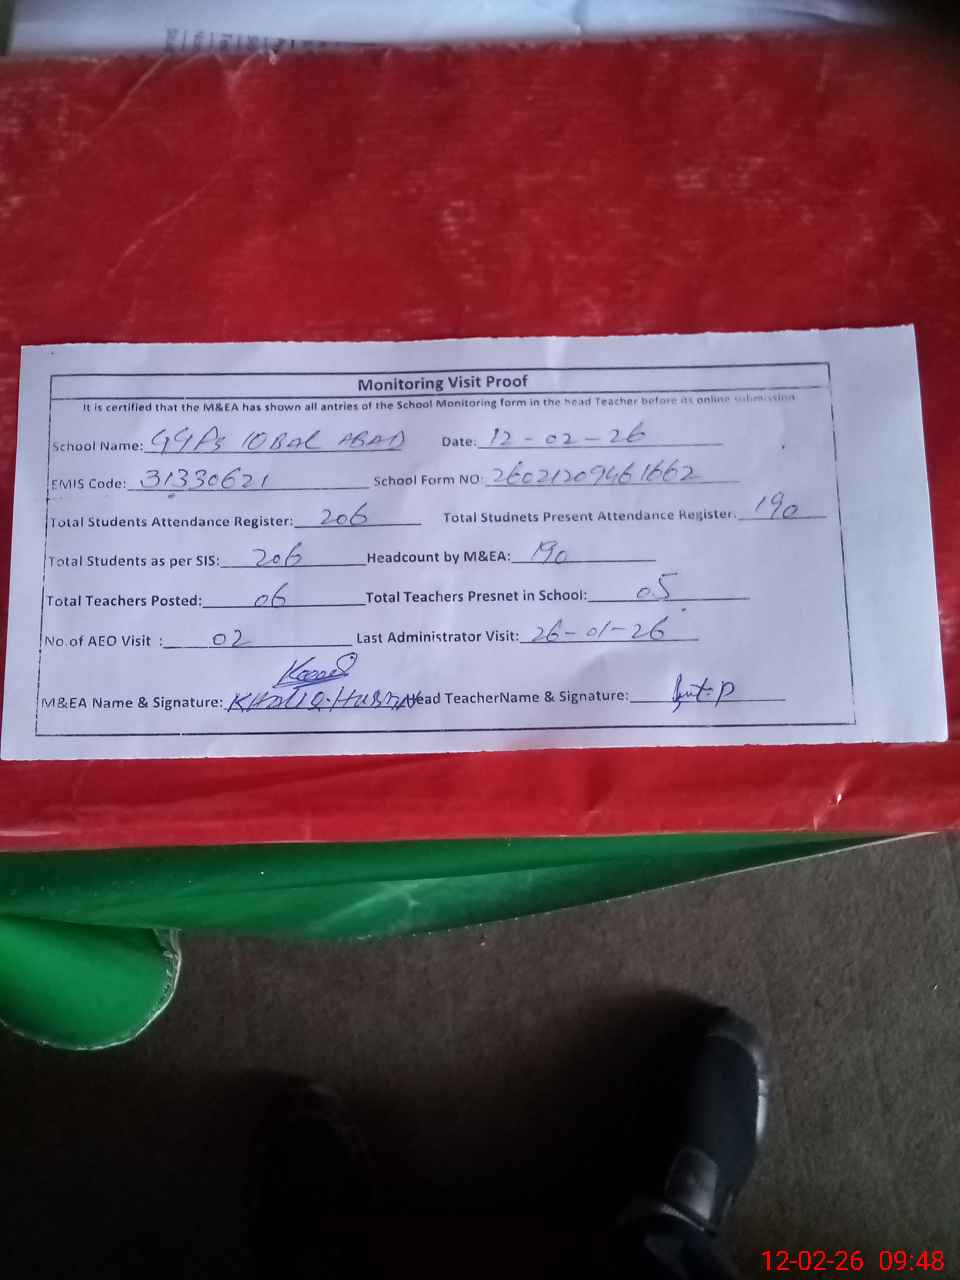 Monitoring Visit Proof
It is certified that the M&EA has shown all antries of the School Monitoring form in the head Teacher before its online submission
School Name: GGPS IQBAL ABAD Date: 12-02-26
EMIS Code: 31330621 School Form NO: 26021209461662
Total Students Attendance Register: 206 Total Studnets Present Attendance Register: 190
Total Students as per SIS: 206 Headcount by M&EA: 190
Total Teachers Posted: 06 Total Teachers Presnet in School: 05
No.of AEO Visit : 02 Last Administrator Visit: 26-01-26
M&EA Name & Signature: Head TeacherName & Signature:
12-02-26 09:48